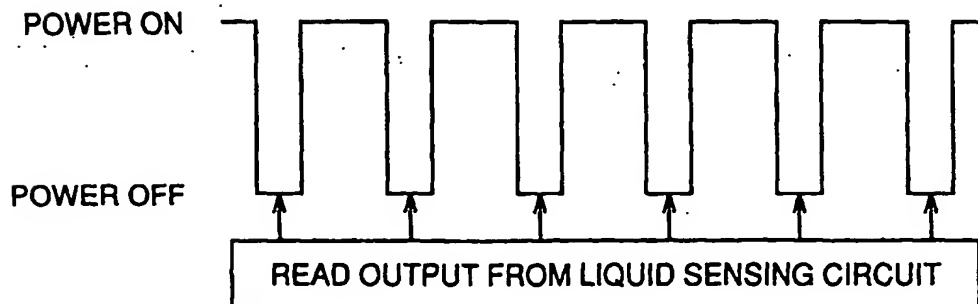 POWER ON
POWER OFF
READ OUTPUT FROM LIQUID SENSING CIRCUIT